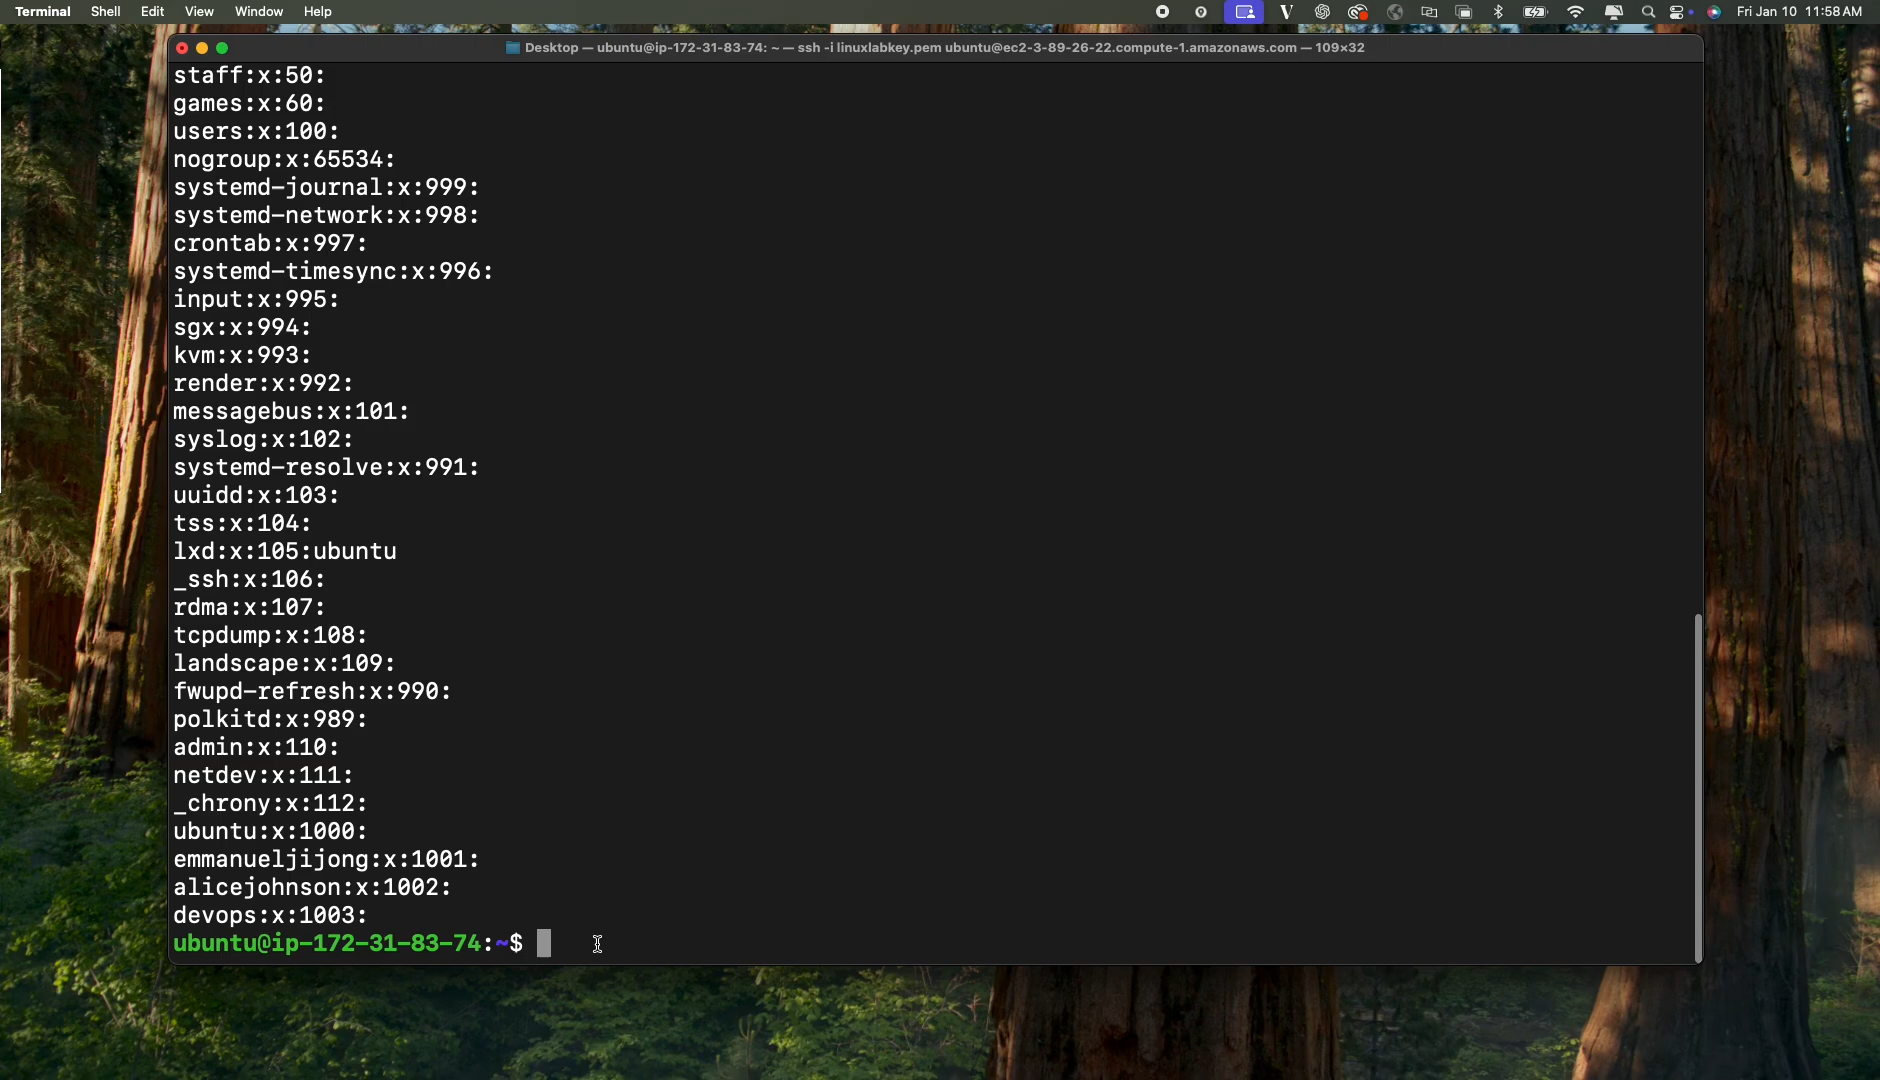 Terminal Shell Edit View Window Help Fri Jan 10 11:58 AM
Desktop — ubuntu@ip-172-31-83-74: ~ — ssh -i linuxlabkey.pem ubuntu@ec2-3-89-26-22.compute-1.amazonaws.com — 109×32
staff:x:50:
games:x:60:
users:x:100:
nogroup:x:65534:
systemd-journal:x:999:
systemd-network:x:998:
crontab:x:997:
systemd-timesync:x:996:
input:x:995:
sgx:x:994:
kvm:x:993:
render:x:992:
messagebus:x:101:
syslog:x:102:
systemd-resolve:x:991:
uuidd:x:103:
tss:x:104:
lxd:x:105:ubuntu
_ssh:x:106:
rdma:x:107:
tcpdump:x:108:
landscape:x:109:
fwupd-refresh:x:990:
polkitd:x:989:
admin:x:110:
netdev:x:111:
_chrony:x:112:
ubuntu:x:1000:
emmanueljijong:x:1001:
alicejohnson:x:1002:
devops:x:1003:
ubuntu@ip-172-31-83-74:~$